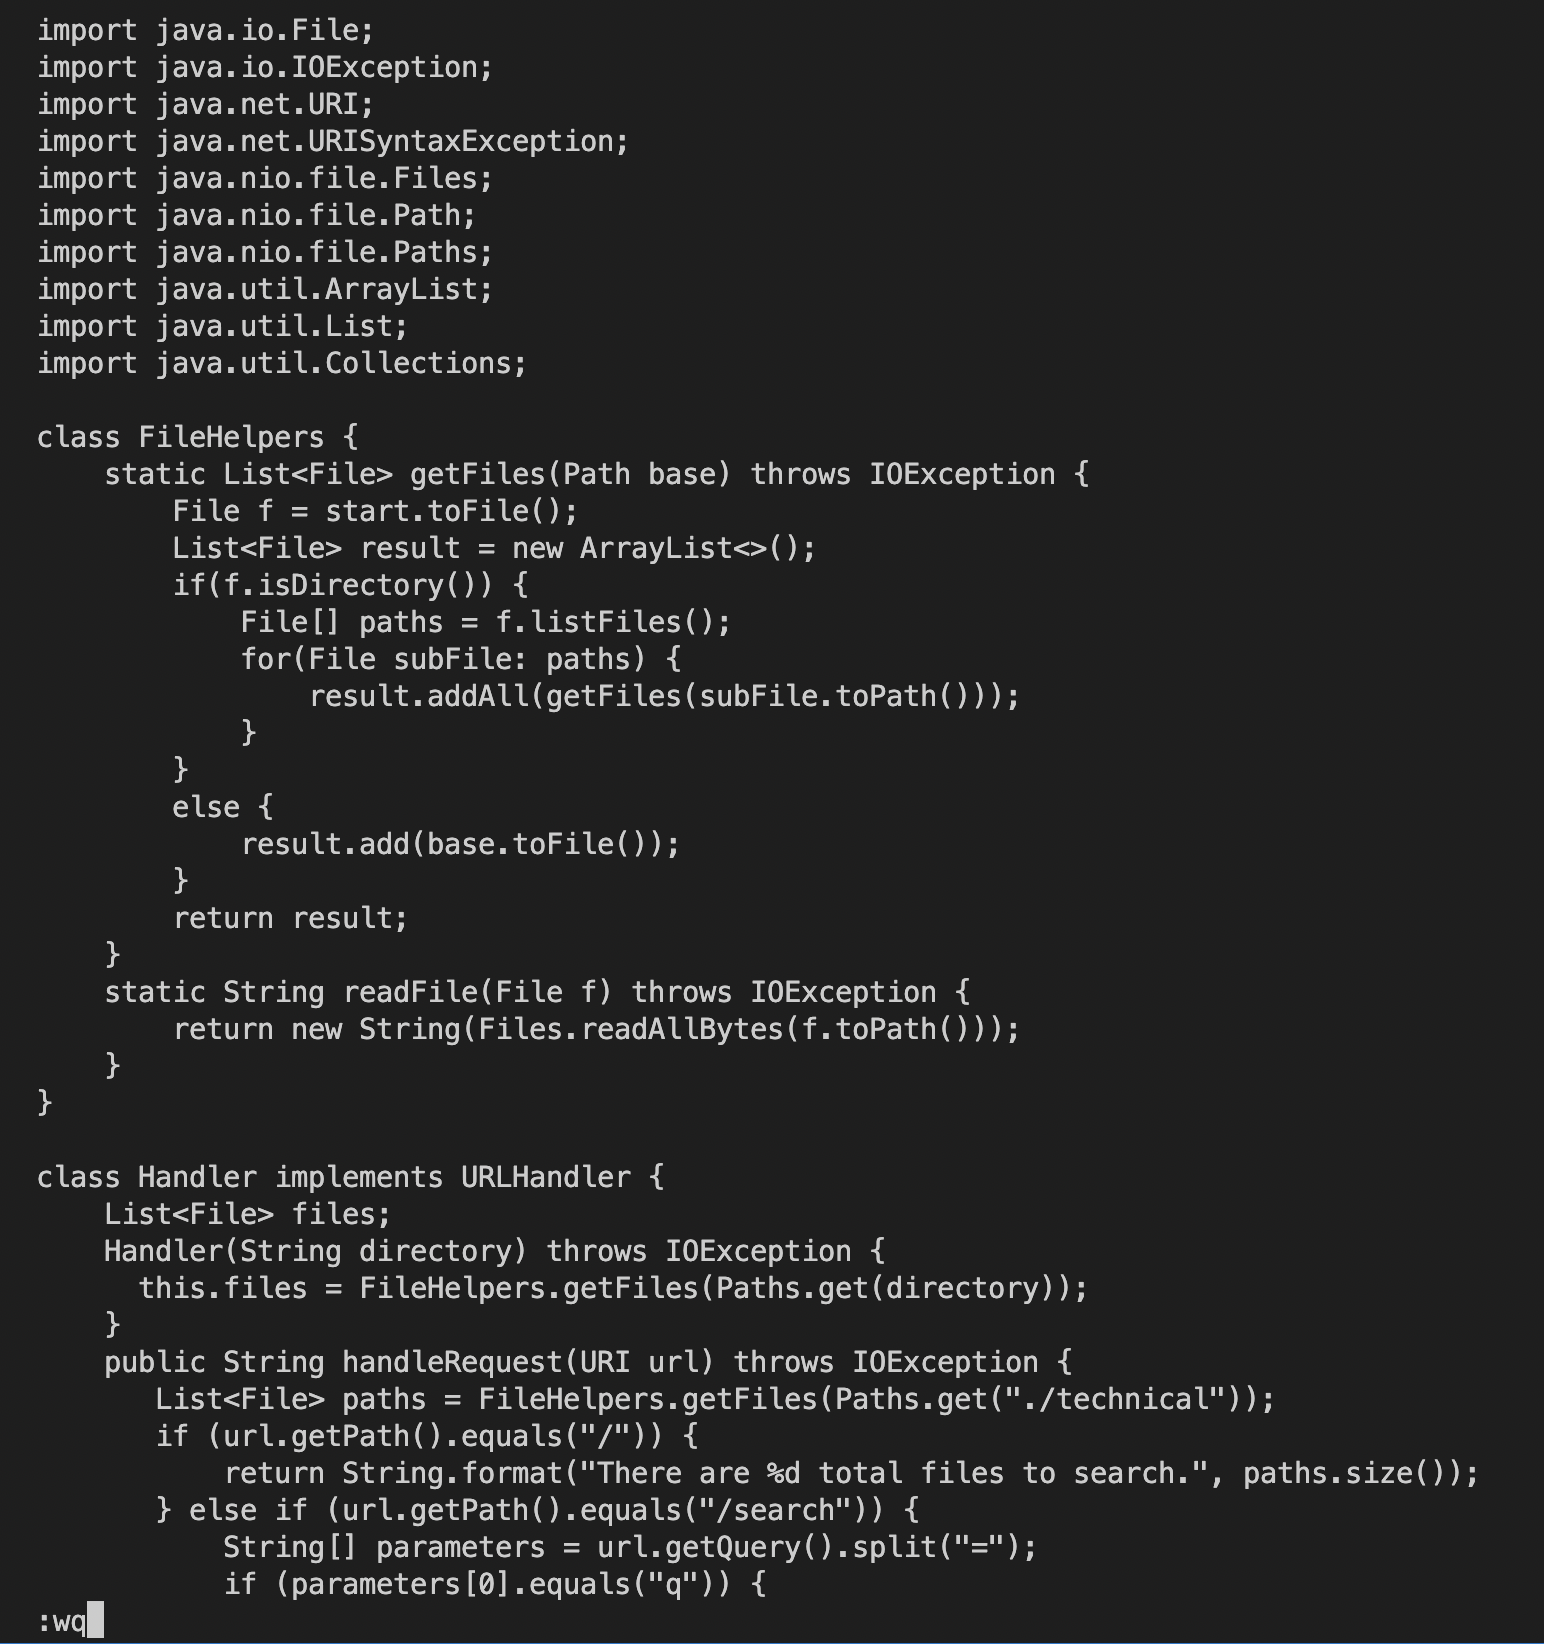 import java.io.File;
import java.io.IOException;
import java.net.URI;
import java.net.URISyntaxException;
import java.nio.file.Files;
import java.nio.file.Path;
import java.nio.file.Paths;
import java.util.ArrayList;
import java.util.List;
import java.util.Collections;

class FileHelpers {
    static List<File> getFiles(Path base) throws IOException {
        File f = start.toFile();
        List<File> result = new ArrayList<>();
        if(f.isDirectory()) {
            File[] paths = f.listFiles();
            for(File subFile: paths) {
                result.addAll(getFiles(subFile.toPath()));
            }
        }
        else {
            result.add(base.toFile());
        }
        return result;
    }
    static String readFile(File f) throws IOException {
        return new String(Files.readAllBytes(f.toPath()));
    }
}

class Handler implements URLHandler {
    List<File> files;
    Handler(String directory) throws IOException {
      this.files = FileHelpers.getFiles(Paths.get(directory));
    }
    public String handleRequest(URI url) throws IOException {
       List<File> paths = FileHelpers.getFiles(Paths.get("./technical"));
       if (url.getPath().equals("/")) {
           return String.format("There are %d total files to search.", paths.size());
       } else if (url.getPath().equals("/search")) {
           String[] parameters = url.getQuery().split("=");
           if (parameters[0].equals("q")) {
:wq